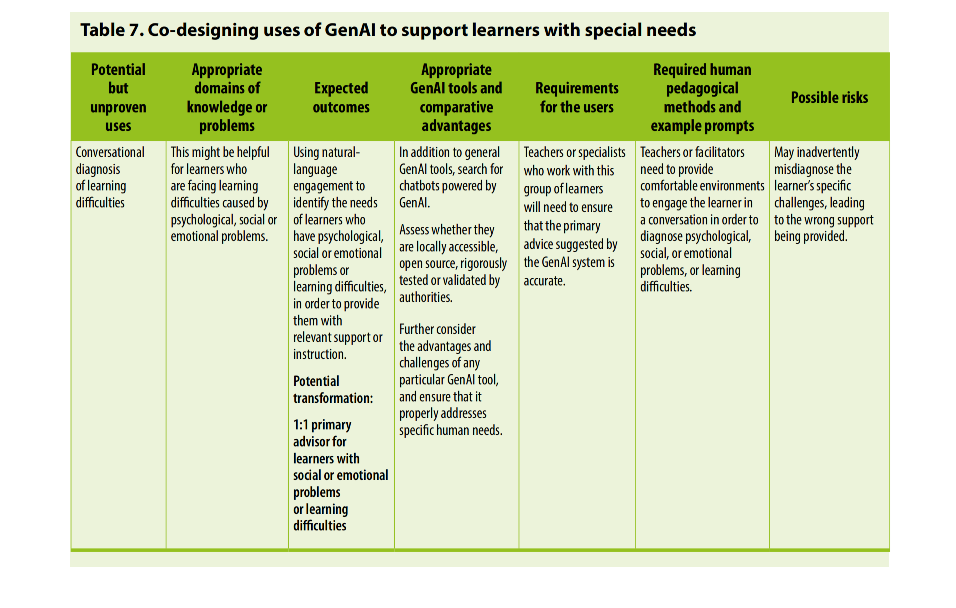 Table 7. Co-designing uses of GenAI to support learners with special needs
Potential
but
unproven
uses
Appropriate
domains of
knowledge or
problems
Expected
outcomes
Appropriate
GenAI tools and
comparative
advantages
Requirements
for the users
Required human
pedagogical
methods and
example prompts
Possible risks
Conversational
diagnosis
of learning
difficulties
This might be helpful
for learners who
are facing learning
difficulties caused by
psychological, social or
emotional problems.
Using natural-
language
engagement to
identify the needs
of learners who
have psychological,
social or emotional
problems or
learning difficulties,
in order to provide
them with
relevant support or
instruction.
Potential
transformation:
1:1 primary
advisor for
learners with
social or emotional
problems
or learning
difficulties
In addition to general
GenAI tools, search for
chatbots powered by
GenAI.
Assess whether they
are locally accessible,
open source, rigorously
tested or validated by
authorities.
Further consider
the advantages and
challenges of any
particular GenAI tool,
and ensure that it
properly addresses
specific human needs.
Teachers or specialists
who work with this
group of learners
will need to ensure
that the primary
advice suggested by
the GenAI system is
accurate.
Teachers or facilitators
need to provide
comfortable environments
to engage the learner in
a conversation in order to
diagnose psychological,
social, or emotional
problems, or learning
difficulties.
May inadvertently
misdiagnose the
learner's specific
challenges, leading
to the wrong support
being provided.